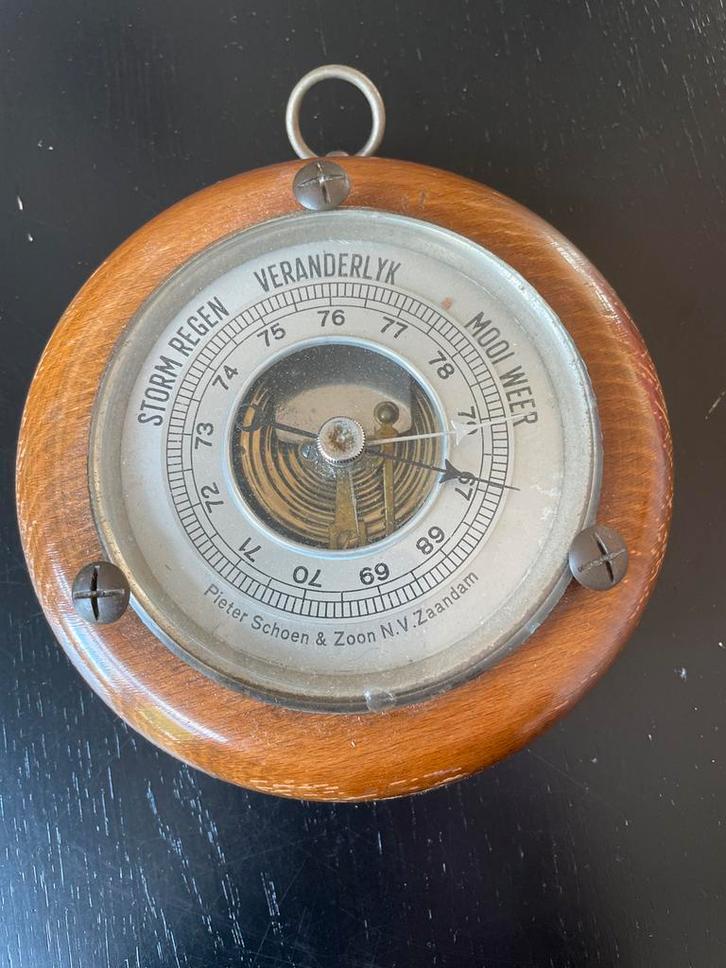 STORM REGEN VERANDERLYK MOOI WEER
67 68 69 70 71 72 73 74 75 76 77 78
Pieter Schoen & Zoon N.V. Zaandam